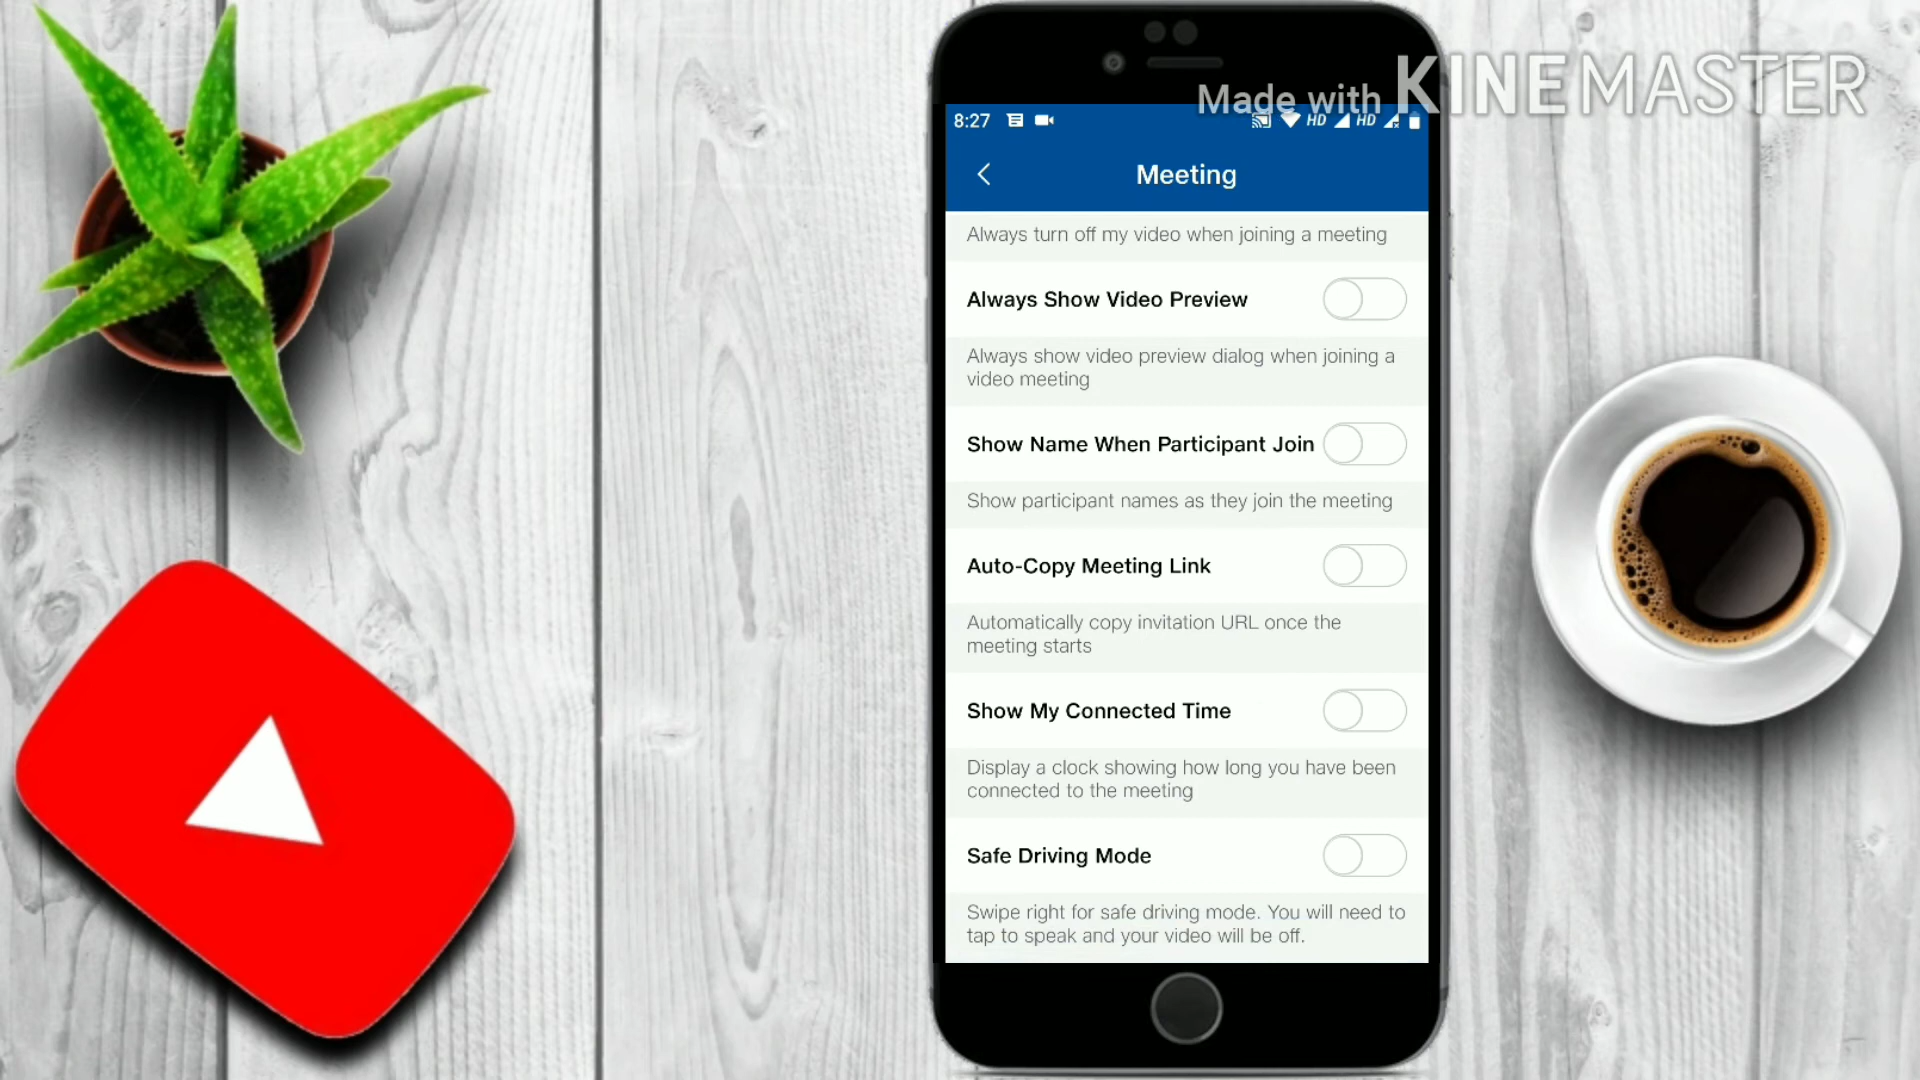 Made with KINEMASTER
8:27 HD HD
Meeting
Always turn off my video when joining a meeting
Always Show Video Preview
Always show video preview dialog when joining a
video meeting
Show Name When Participant Join
Show participant names as they join the meeting
Auto-Copy Meeting Link
Automatically copy invitation URL once the
meeting starts
Show My Connected Time
Display a clock showing how long you have been
connected to the meeting
Safe Driving Mode
Swipe right for safe driving mode. You will need to
tap to speak and your video will be off.